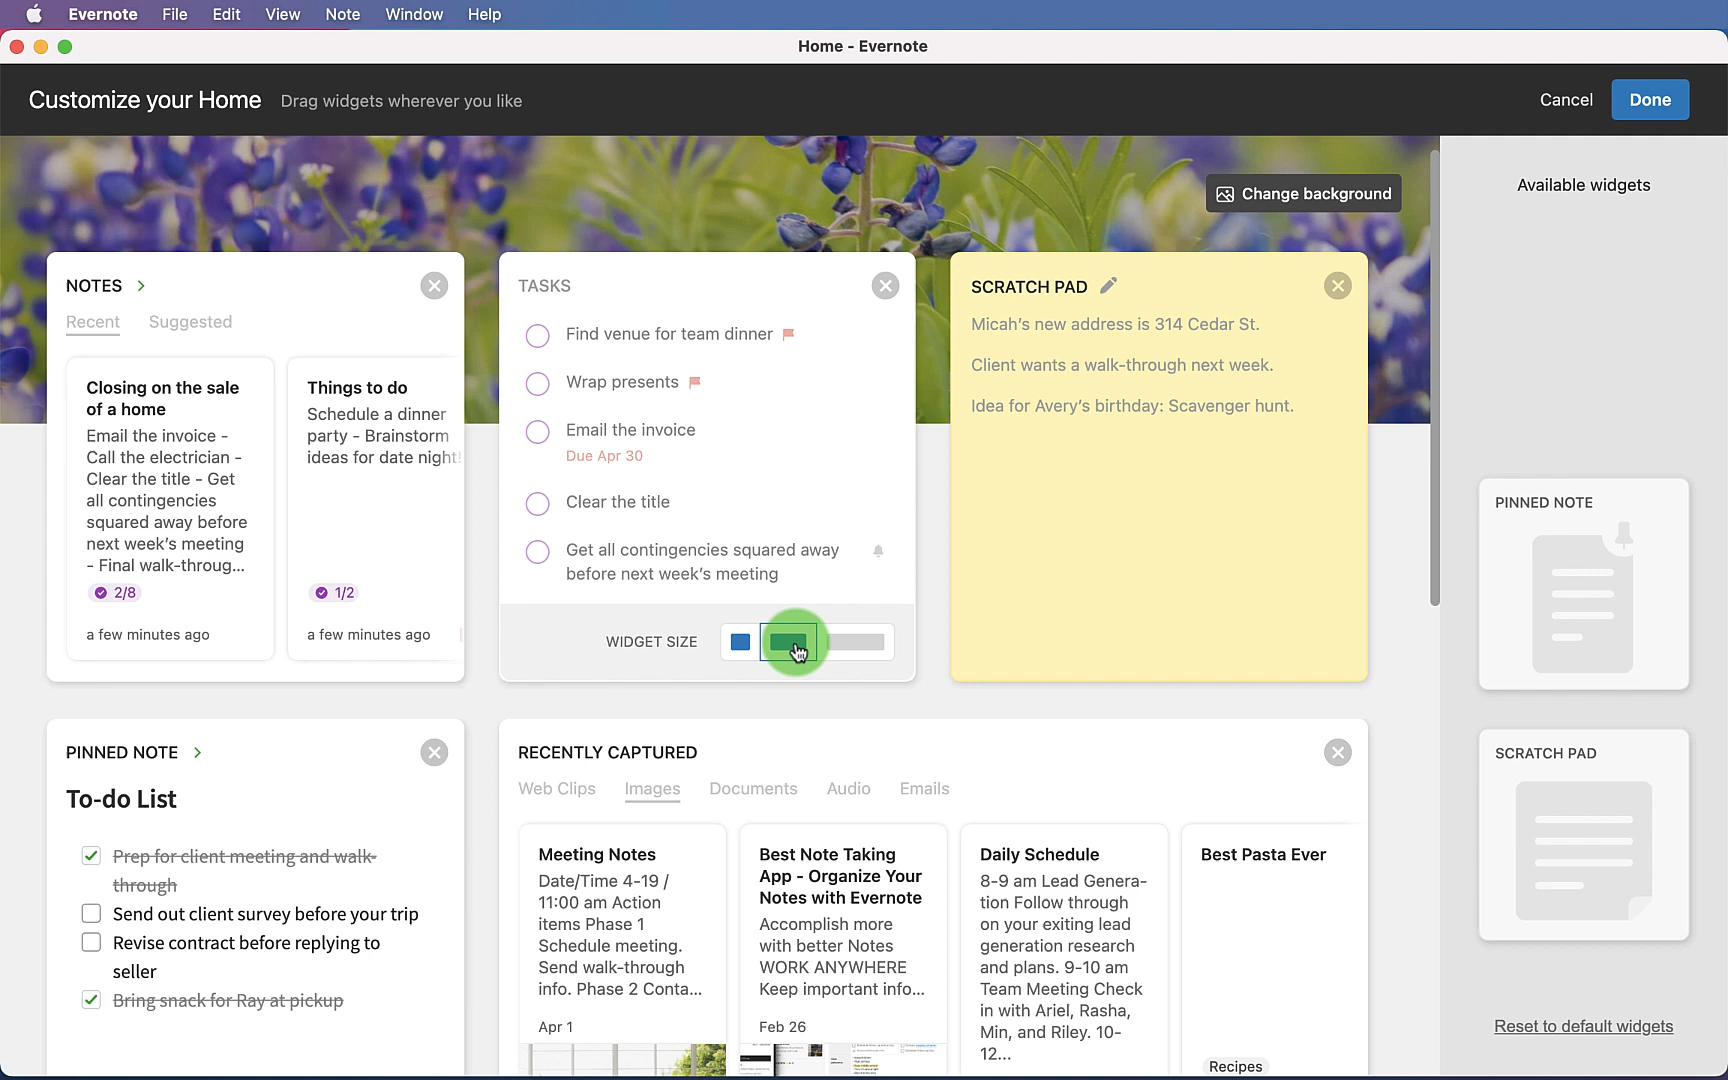 Evernote File Edit View Note Window Help
Home - Evernote
Customize your Home Drag widgets wherever you like Cancel Done
Change background
Available widgets
NOTES
Recent Suggested
Closing on the sale
of a home
Email the invoice -
Call the electrician -
Clear the title - Get
all contingencies
squared away before
next week's meeting
- Final walk-throug...
2/8
a few minutes ago
Things to do
Schedule a dinner
party - Brainstorm
ideas for date night!
1/2
a few minutes ago
TASKS
Find venue for team dinner
Wrap presents
Email the invoice
Due Apr 30
Clear the title
Get all contingencies squared away
before next week's meeting
WIDGET SIZE
SCRATCH PAD
Micah's new address is 314 Cedar St.
Client wants a walk-through next week.
Idea for Avery's birthday: Scavenger hunt.
PINNED NOTE
To-do List
Prep for client meeting and walk-
through
Send out client survey before your trip
Revise contract before replying to
seller
Bring snack for Ray at pickup
RECENTLY CAPTURED
Web Clips Images Documents Audio Emails
Meeting Notes
Date/Time 4-19 /
11:00 am Action
items Phase 1
Schedule meeting.
Send walk-through
info. Phase 2 Conta...
Apr 1
Best Note Taking
App - Organize Your
Notes with Evernote
Accomplish more
with better Notes
WORK ANYWHERE
Keep important info...
Feb 26
Daily Schedule
8-9 am Lead Genera-
tion Follow through
on your exiting lead
generation research
and plans. 9-10 am
Team Meeting Check
in with Ariel, Rasha,
Min, and Riley. 10-
12...
Best Pasta Ever
Recipes
PINNED NOTE
SCRATCH PAD
Reset to default widgets